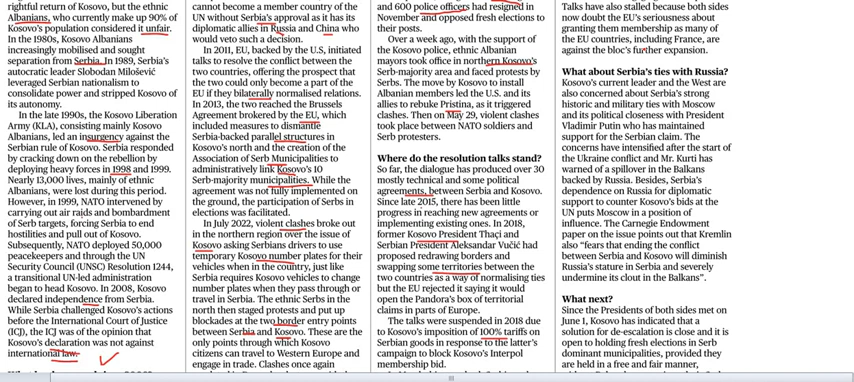 rightful return of Kosovo, but the ethnic
Albanians, who currently make up 90% of
Kosovo's population considered it unfair.
In the 1980s, Kosovo Albanians
increasingly mobilised and sought
separation from Serbia. In 1989, Serbia's
autocratic leader Slobodan Milošević
leveraged Serbian nationalism to
consolidate power and stripped Kosovo of
its autonomy.
In the late 1990s, the Kosovo Liberation
Army (KLA), consisting mainly Kosovo
Albanians, led an insurgency against the
Serbian rule of Kosovo. Serbia responded
by cracking down on the rebellion by
deploying heavy forces in 1998 and 1999.
Nearly 13,000 lives, mainly of ethnic
Albanians, were lost during this period.
However, in 1999, NATO intervened by
carrying out air raids and bombardment
of Serb targets, forcing Serbia to end
hostilities and pull out of Kosovo.
Subsequently, NATO deployed 50,000
peacekeepers and through the UN
Security Council (UNSC) Resolution 1244,
a transitional UN-led administration
began to head Kosovo. In 2008, Kosovo
declared independence from Serbia.
While Serbia challenged Kosovo's actions
before the International Court of Justice
(ICJ), the ICJ was of the opinion that
Kosovo's declaration was not against
international law.
cannot become a member country of the
UN without Serbia's approval as it has its
diplomatic allies in Russia and China who
would veto such a decision.
In 2011, EU, backed by the U.S, initiated
talks to resolve the conflict between the
two countries, offering the prospect that
the two could only become a part of the
EU if they bilaterally normalised relations.
In 2013, the two reached the Brussels
Agreement brokered by the EU, which
included measures to dismantle
Serbia-backed parallel structures in
Kosovo's north and the creation of the
Association of Serb Municipalities to
administratively link Kosovo's 10
Serb-majority municipalities. While the
agreement was not fully implemented on
the ground, the participation of Serbs in
elections was facilitated.
In July 2022, violent clashes broke out
in the northern region over the issue of
Kosovo asking Serbians drivers to use
temporary Kosovo number plates for their
vehicles when in the country, just like
Serbia requires Kosovo vehicles to change
number plates when they pass through or
travel in Serbia. The ethnic Serbs in the
north then staged protests and put up
blockades at the two border entry points
between Serbia and Kosovo. These are the
only points through which Kosovo
citizens can travel to Western Europe and
engage in trade. Clashes once again
and 600 police officers had resigned in
November and opposed fresh elections to
their posts.
Over a week ago, with the support of
the Kosovo police, ethnic Albanian
mayors took office in northern Kosovo's
Serb-majority area and faced protests by
Serbs. The move by Kosovo to install
Albanian members led the U.S. and its
allies to rebuke Pristina, as it triggered
clashes. Then on May 29, violent clashes
took place between NATO soldiers and
Serb protesters.
Where do the resolution talks stand?
So far, the dialogue has produced over 30
mostly technical and some political
agreements, between Serbia and Kosovo.
Since late 2015, there has been little
progress in reaching new agreements or
implementing existing ones. In 2018,
former Kosovo President Thaçi and
Serbian President Aleksandar Vučić had
proposed redrawing borders and
swapping some territories between the
two countries as a way of normalising ties
but the EU rejected it saying it would
open the Pandora's box of territorial
claims in parts of Europe.
The talks were suspended in 2018 due
to Kosovo's imposition of 100% tariffs on
Serbian goods in response to the latter's
campaign to block Kosovo's Interpol
membership bid.
Talks have also stalled because both sides
now doubt the EU's seriousness about
granting them membership as many of
the EU countries, including France, are
against the bloc's further expansion.
What about Serbia's ties with Russia?
Kosovo's current leader and the West are
also concerned about Serbia's strong
historic and military ties with Moscow
and its political closeness with President
Vladimir Putin who has maintained
support for the Serbian claim. The
concerns have intensified after the start of
the Ukraine conflict and Mr. Kurti has
warned of a spillover in the Balkans
backed by Russia. Besides, Serbia's
dependence on Russia for diplomatic
support to counter Kosovo's bids at the
UN puts Moscow in a position of
influence. The Carnegie Endowment
paper on the issue points out that Kremlin
also “fears that ending the conflict
between Serbia and Kosovo will diminish
Russia's stature in Serbia and severely
undermine its clout in the Balkans”.
What next?
Since the Presidents of both sides met on
June 1, Kosovo has indicated that a
solution for de-escalation is close and it is
open to holding fresh elections in Serb
dominant municipalities, provided they
are held in a free and fair manner,